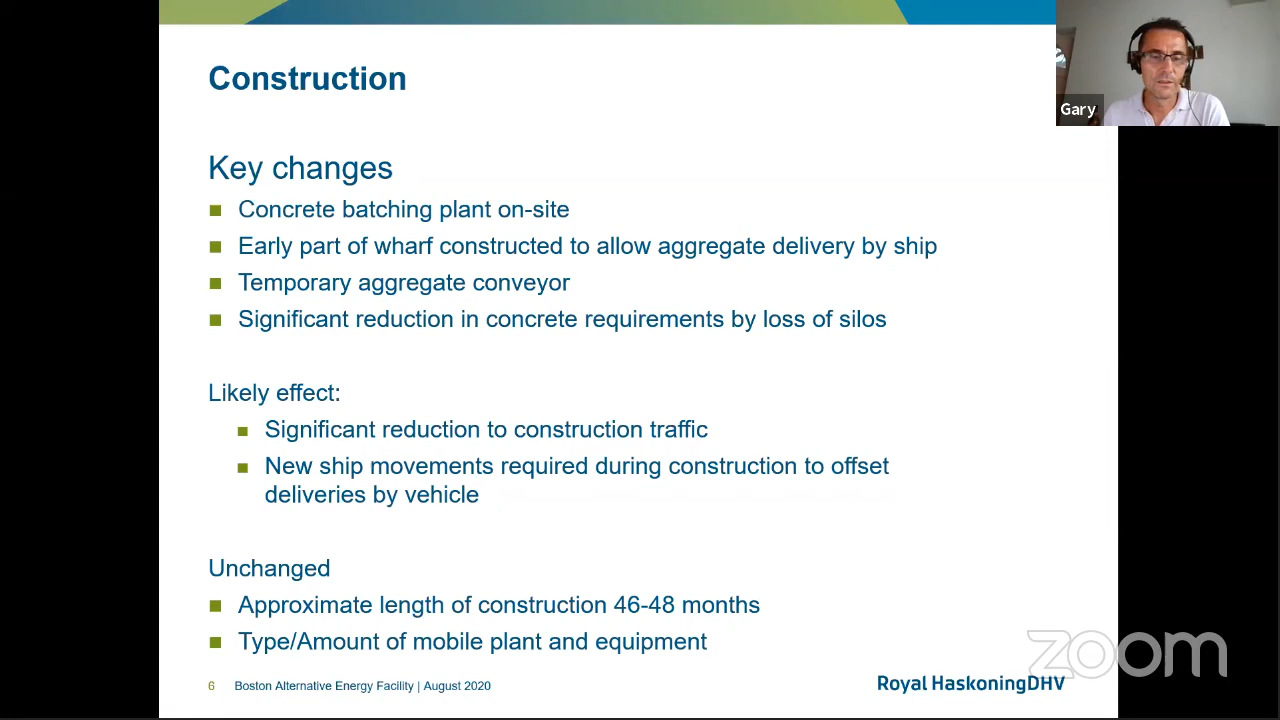 Construction
Gary
Key changes
Concrete batching plant on-site
Early part of wharf constructed to allow aggregate delivery by ship
Temporary aggregate conveyor
Significant reduction in concrete requirements by loss of silos
Likely effect:
Significant reduction to construction traffic
New ship movements required during construction to offset
deliveries by vehicle
Unchanged
Approximate length of construction 46-48 months
Type/Amount of mobile plant and equipment
zoom
6 Boston Alternative Energy Facility | August 2020
Royal HaskoningDHV